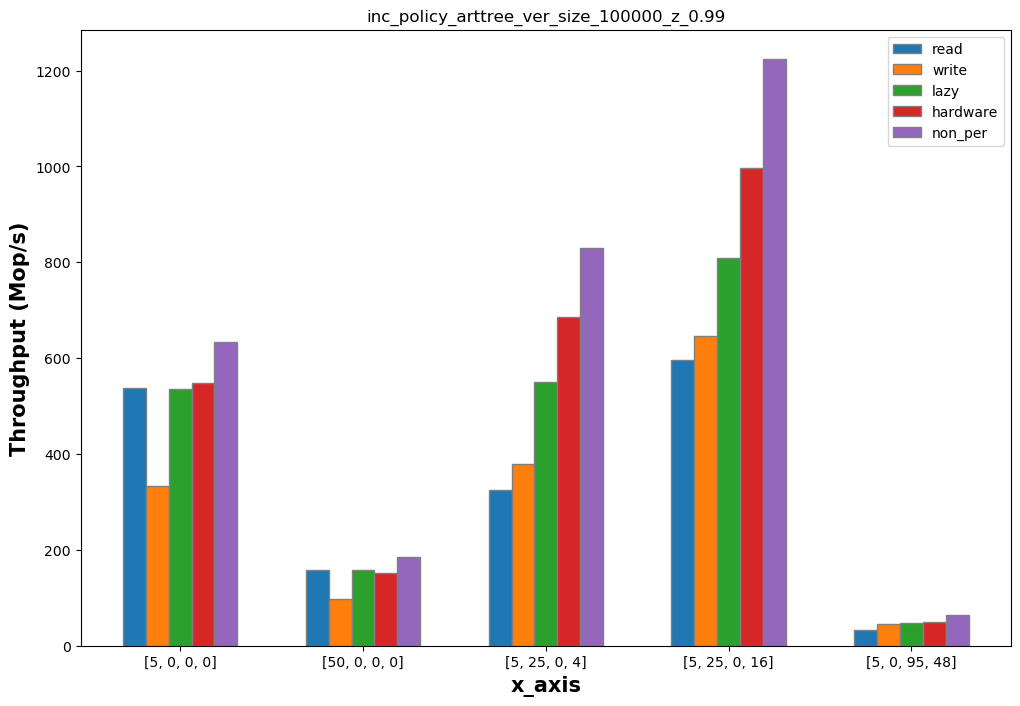 inc_policy_arttree_ver_size_100000_z_0.99
read
write
lazy
hardware
non_per
Throughput (Mop/s)
1200
1000
800
600
400
200
0
[5, 0, 0, 0]
[50, 0, 0, 0]
[5, 25, 0, 4]
[5, 25, 0, 16]
[5, 0, 95, 48]
x_axis